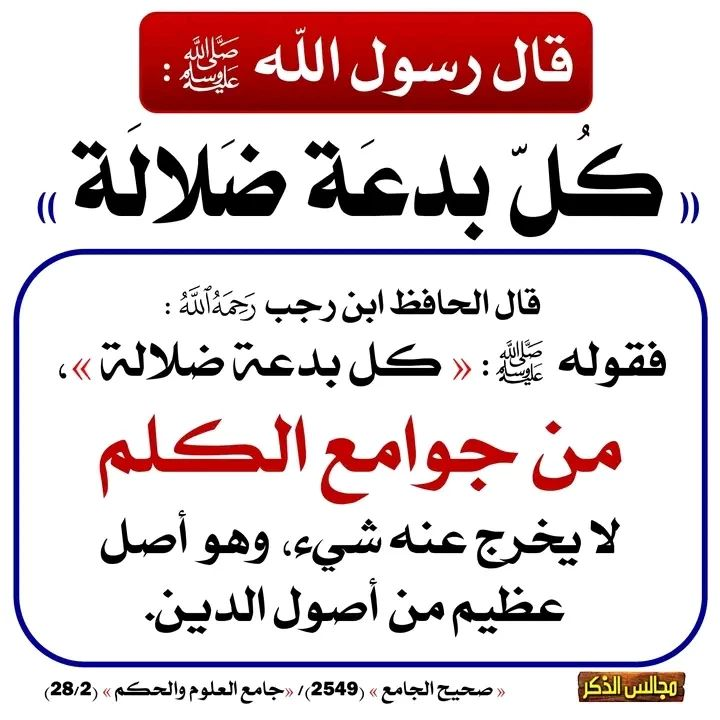 قال رسول الله ﷺ :
« كُلّ بدعَة ضَلالَة »
قال الحافظ ابن رجب رَحِمَهُ ٱللَّهُ :
فقوله ﷺ : « كل بدعة ضلالة »،
من جوامع الكلم
لا يخرج عنه شيء، وهو أصل
عظيم من أصول الدين.
« صحيح الجامع » (2549) / «جامع العلوم والحكم » (28/2)
مجالس الذكر